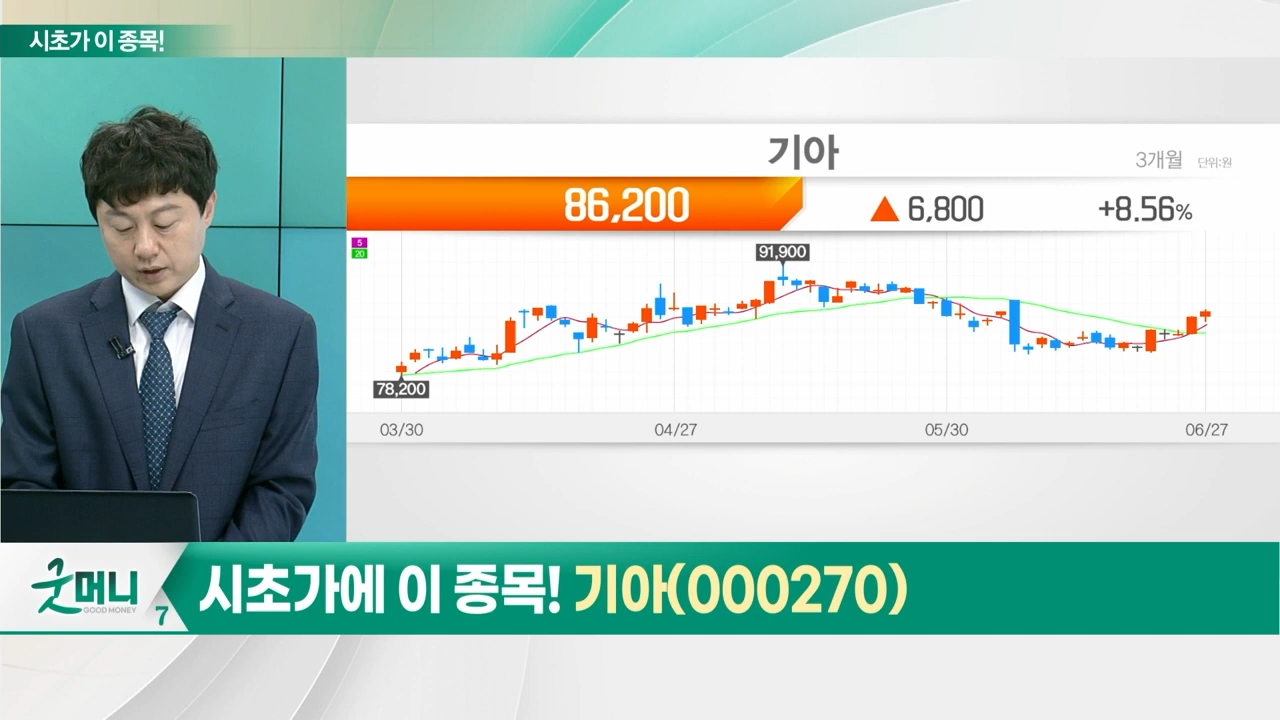 시초가 이 종목!
기아
3개월 단위:원
86,200 ▲ 6,800 +8.56%
5
20
91,900
78,200
03/30 04/27 05/30 06/27
굿머니
GOOD MONEY
7
시초가에 이 종목! 기아(000270)